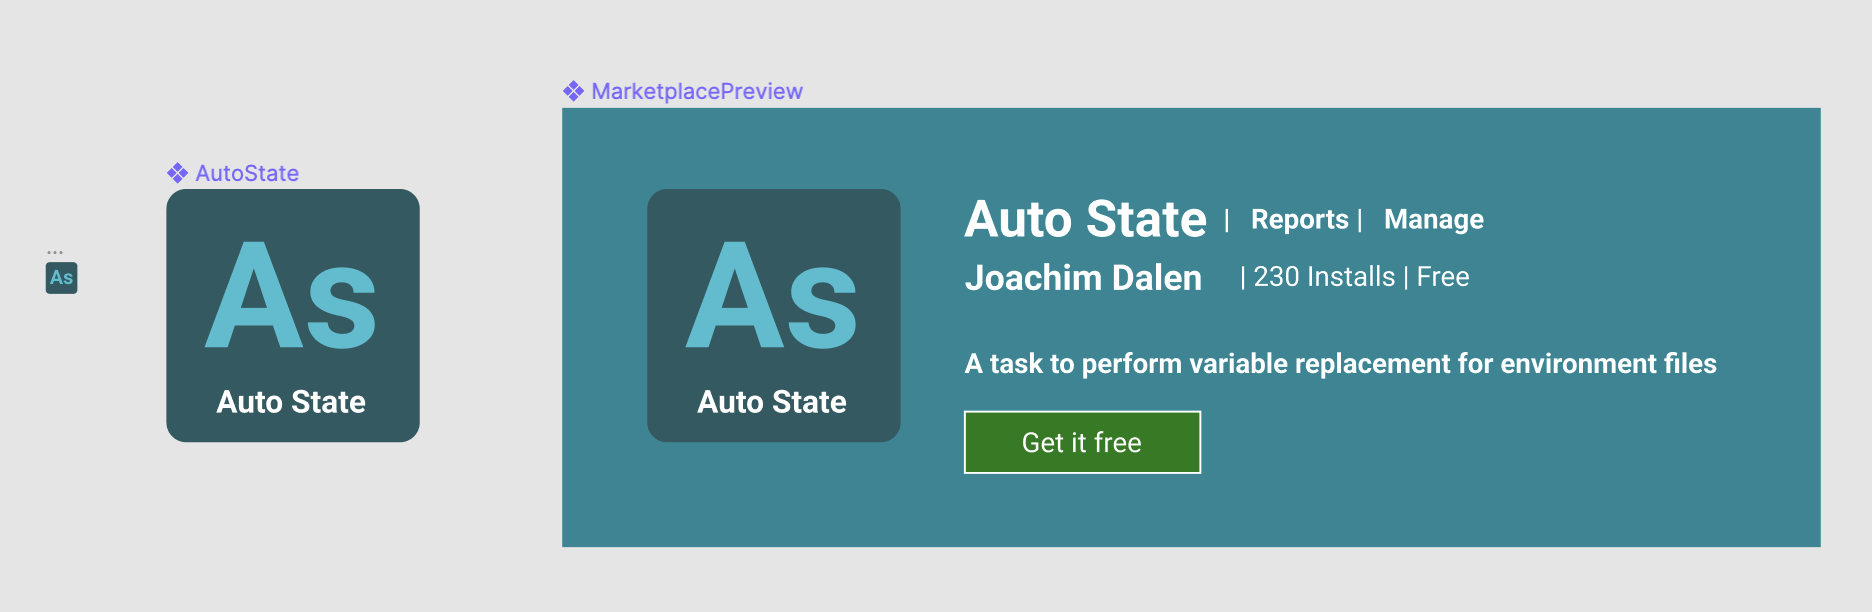 ...
As
AutoState
As
Auto State
MarketplacePreview
As
Auto State
Auto State | Reports | Manage
Joachim Dalen | 230 Installs | Free
A task to perform variable replacement for environment files
Get it free